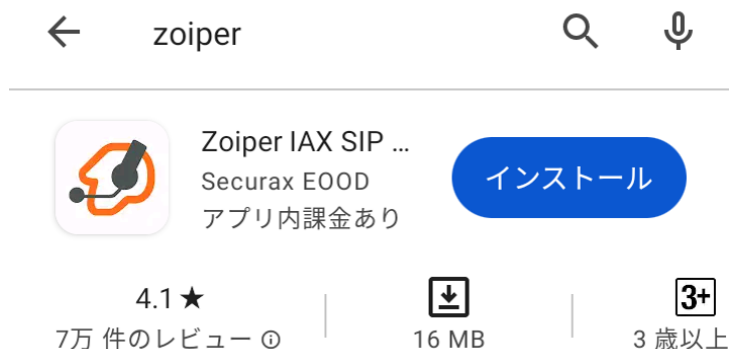 zoiper
Zoiper IAX SIP ...
Securax EOOD
インストール
アプリ内課金あり
4.1 ★
7万 件のレビュー
16 MB
3+
3 歳以上